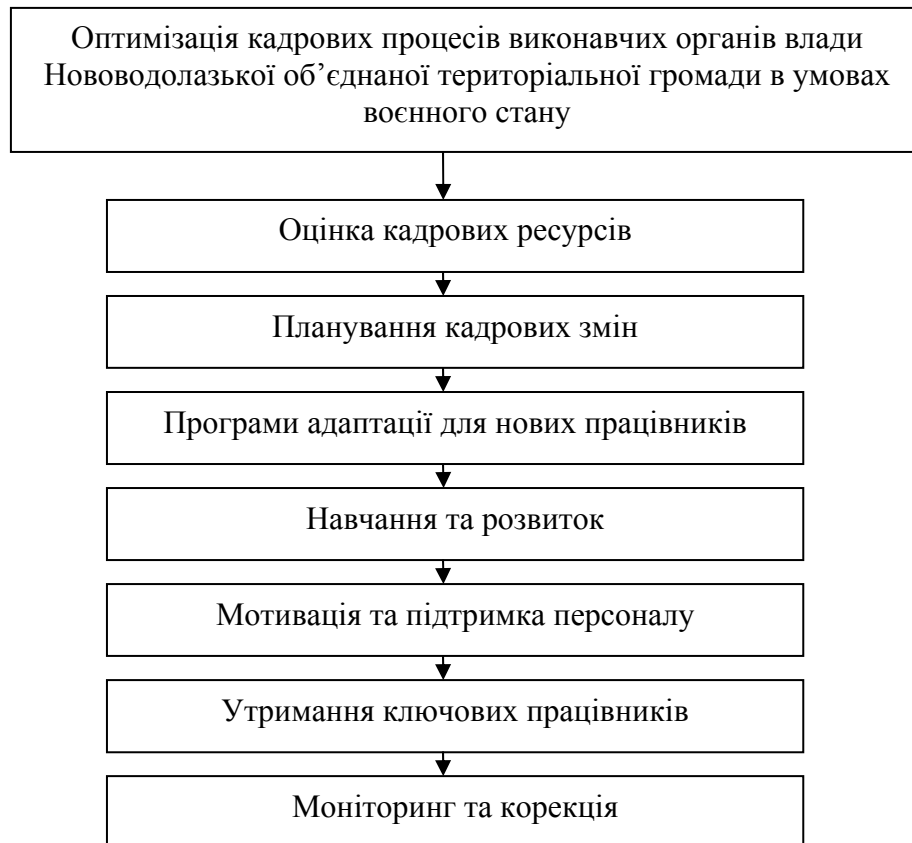 Оптимізація кадрових процесів виконавчих органів влади
Нововодолазької об’єднаної територіальної громади в умовах
воєнного стану
Оцінка кадрових ресурсів
Планування кадрових змін
Програми адаптації для нових працівників
Навчання та розвиток
Мотивація та підтримка персоналу
Утримання ключових працівників
Моніторинг та корекція